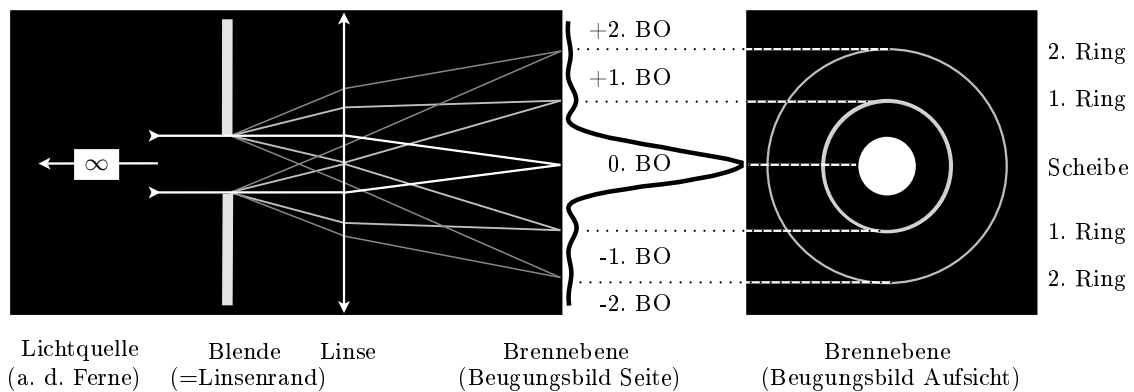 +2. BO
2. Ring
+1. BO
1. Ring
∞
0. BO
Scheibe
1. Ring
-1. BO
2. Ring
-2. BO
Lichtquelle
(a. d. Ferne)
Blende
(=Linsenrand)
Linse
Brennebene
(Beugungsbild Seite)
Brennebene
(Beugungsbild Aufsicht)